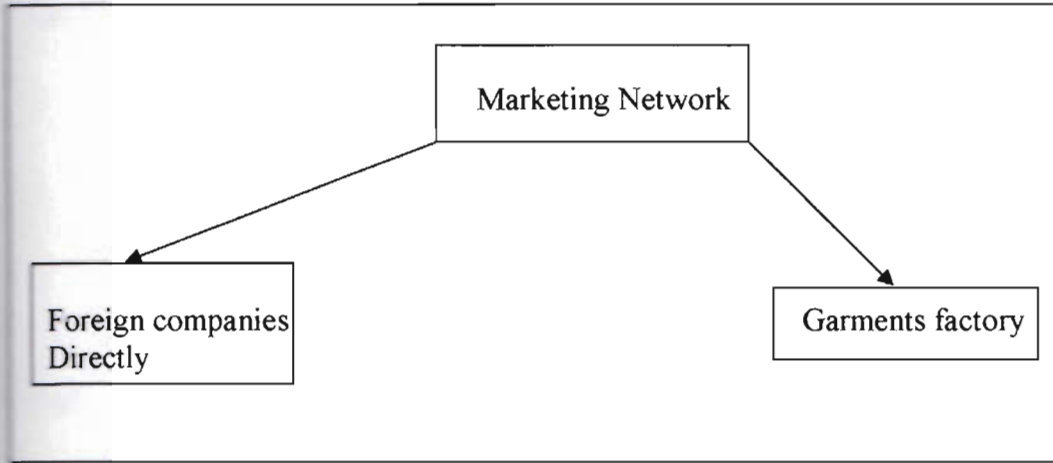 Marketing Network
Foreign companies
Directly
Garments factory